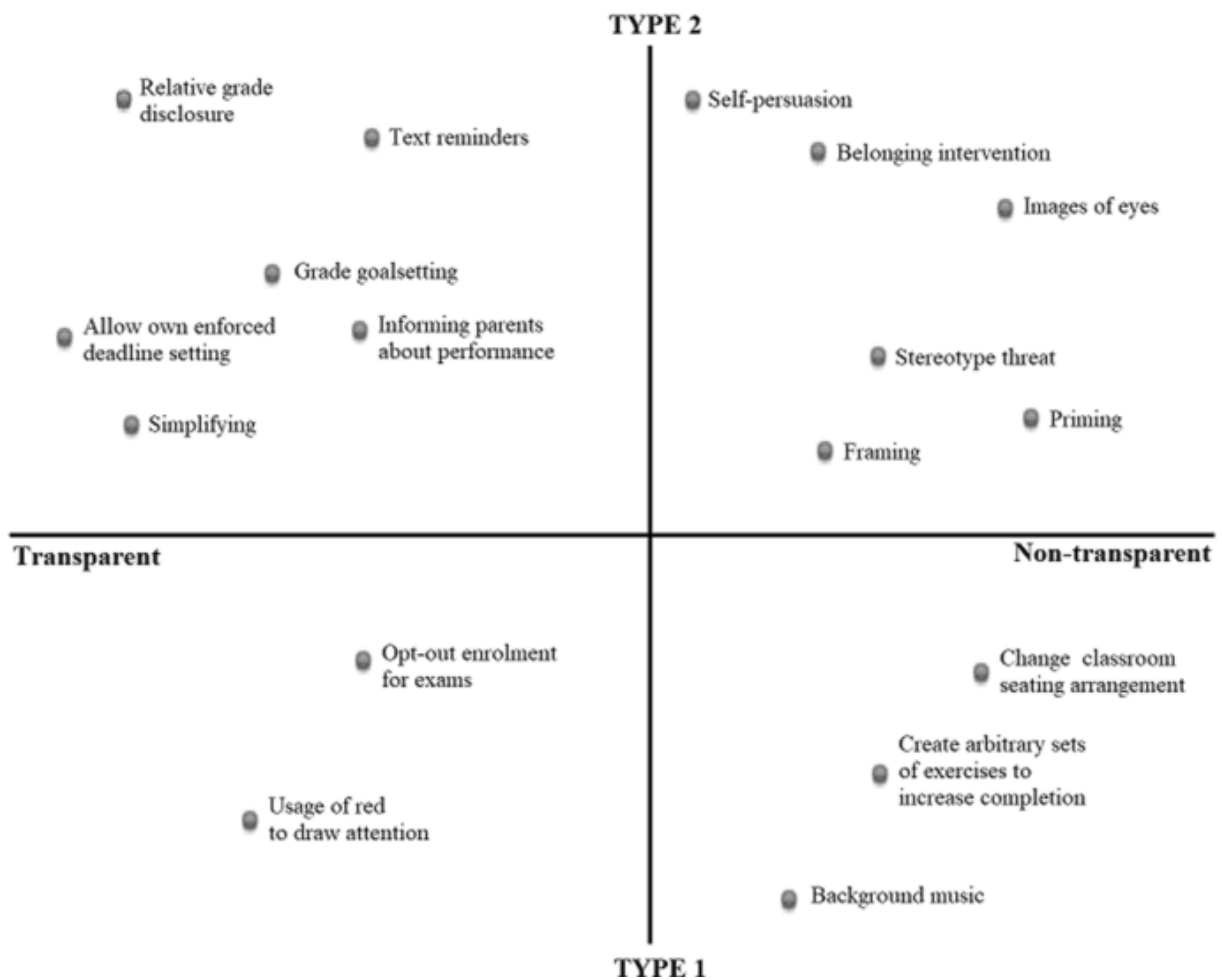 TYPE 2
Relative grade
disclosure
Text reminders
Self-persuasion
Belonging intervention
Images of eyes
Grade goalsetting
Allow own enforced
deadline setting
Informing parents
about performance
Stereotype threat
Simplifying
Priming
Framing
Transparent
Non-transparent
Opt-out enrolment
for exams
Change classroom
seating arrangement
Create arbitrary sets
of exercises to
increase completion
Usage of red
to draw attention
Background music
TYPE 1